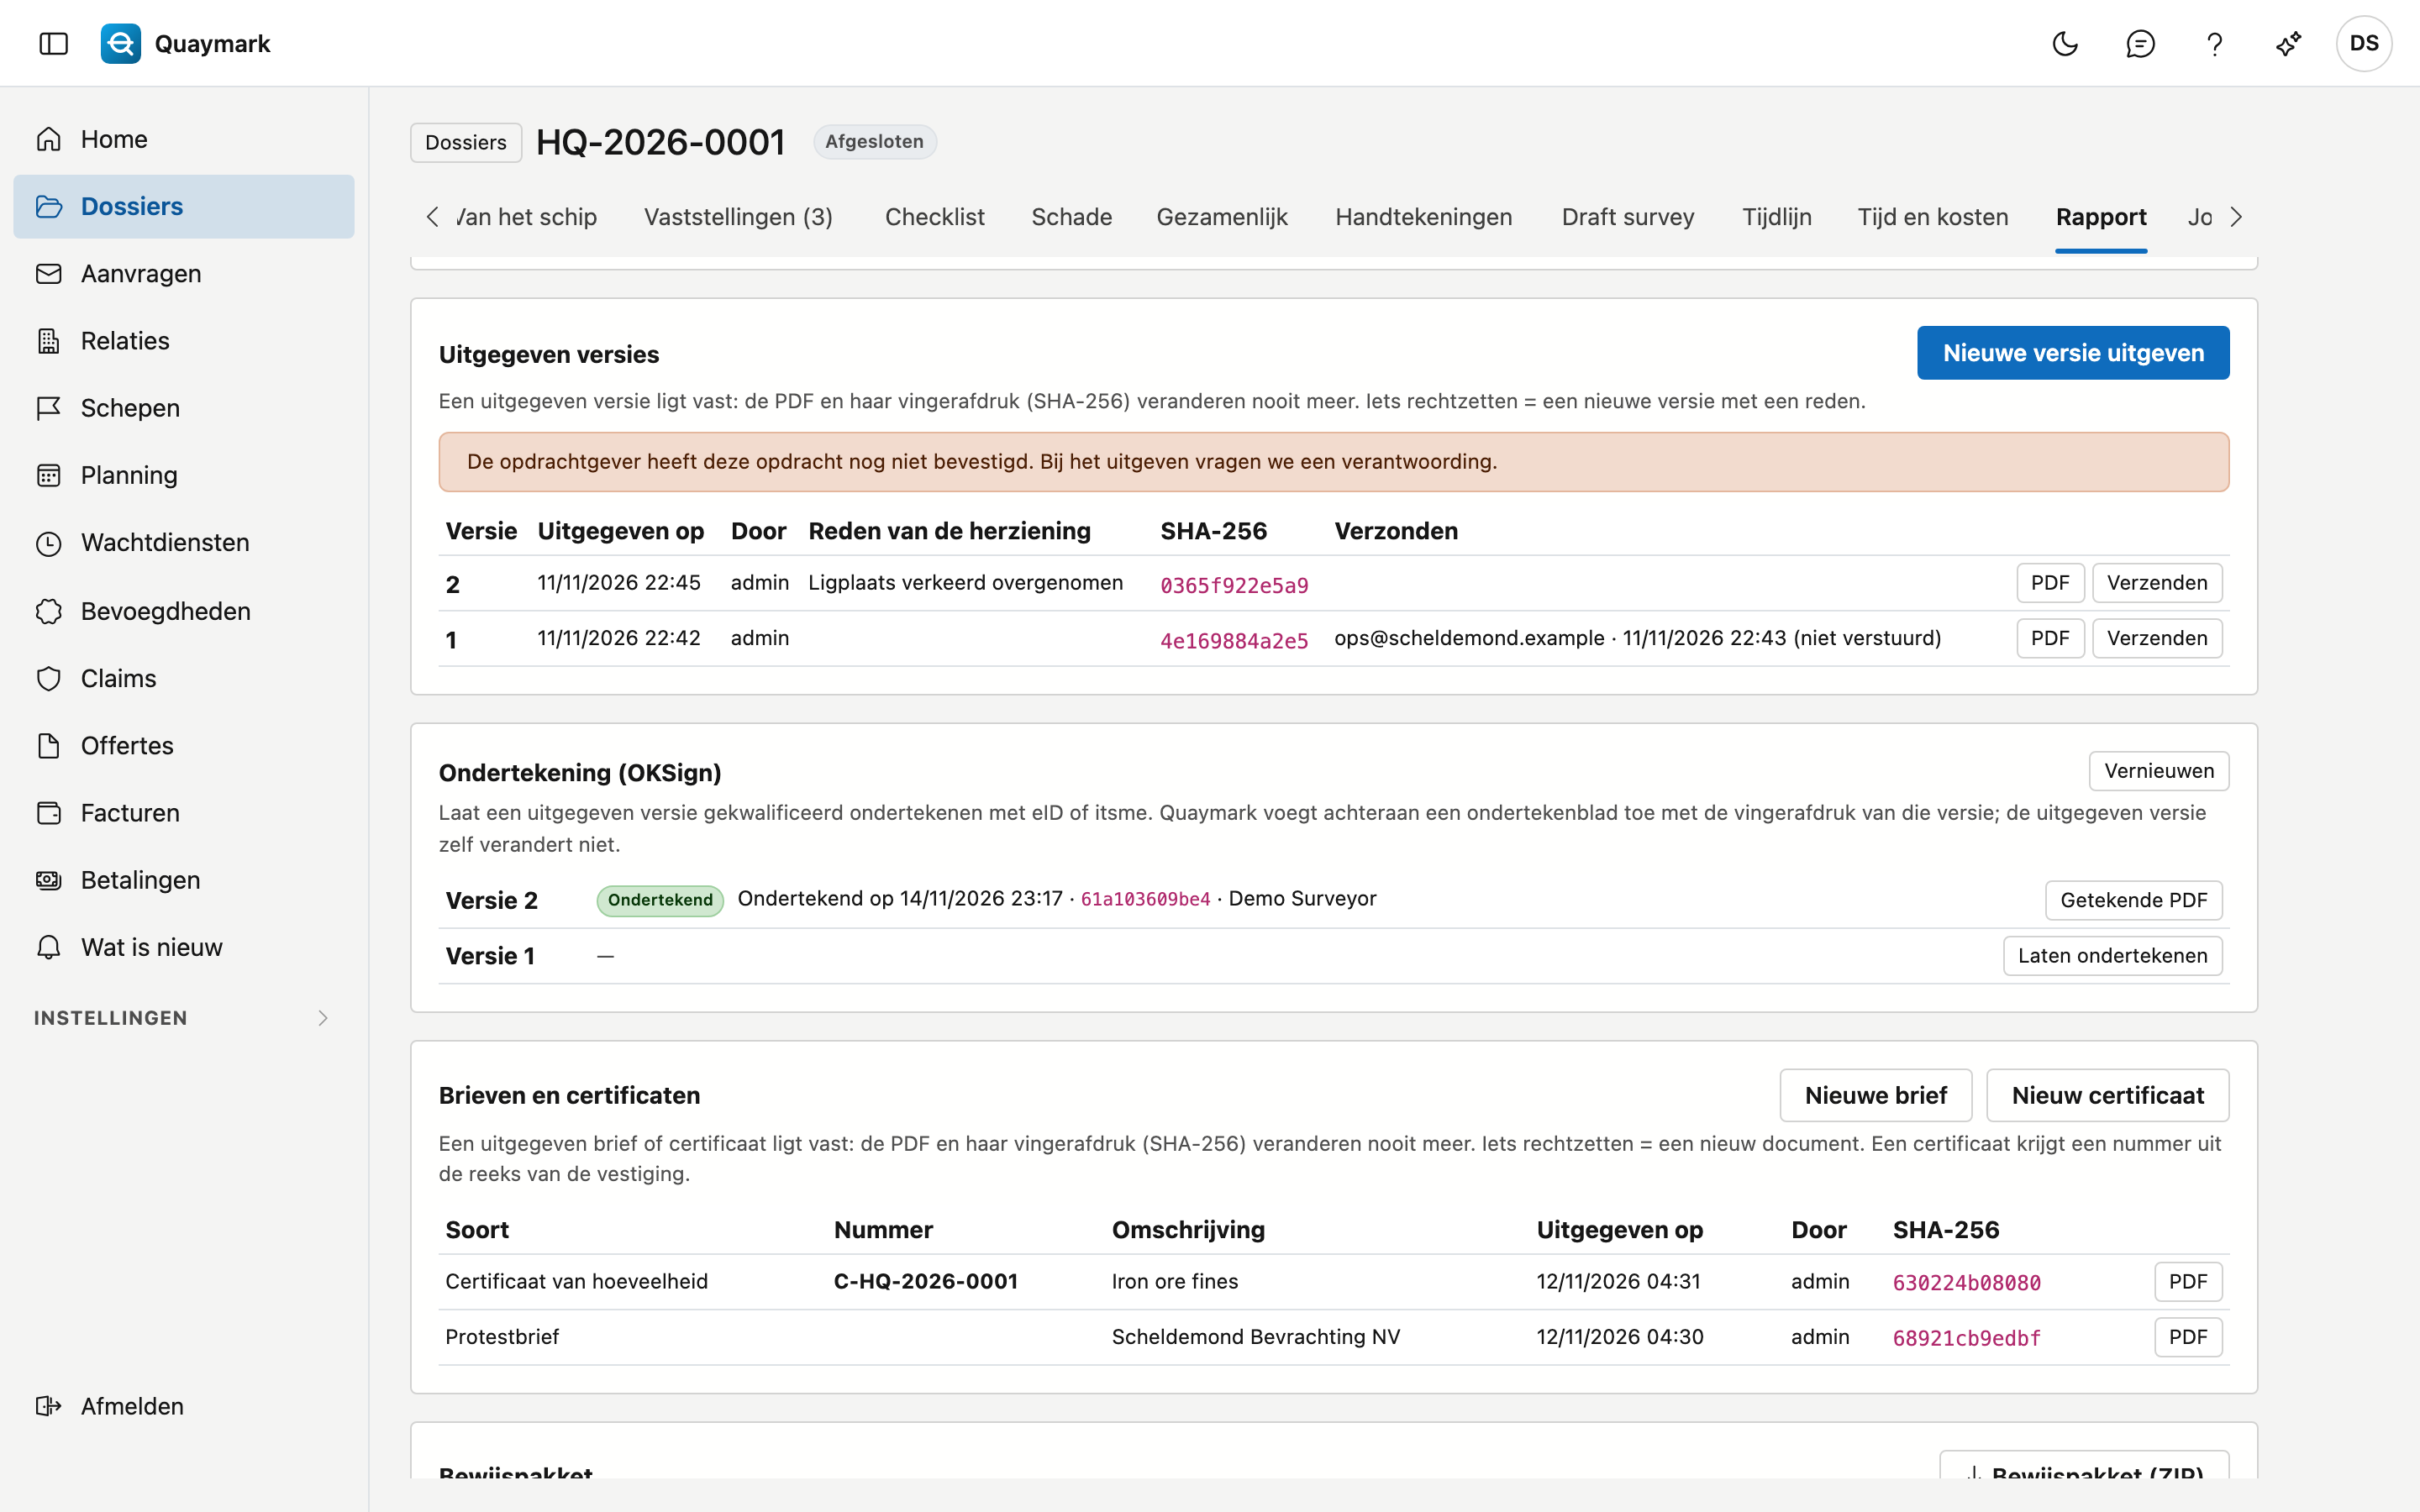 Quaymark
DS
Home
Dossiers
Aanvragen
Relaties
Schepen
Planning
Wachtdiensten
Bevoegdheden
Claims
Offertes
Facturen
Betalingen
Wat is nieuw
INSTELLINGEN
Afmelden
Dossiers HQ-2026-0001 Afgesloten
Van het schip Vaststellingen (3) Checklist Schade Gezamenlijk Handtekeningen Draft survey Tijdlijn Tijd en kosten Rapport Jo
Uitgegeven versies Nieuwe versie uitgeven
Een uitgegeven versie ligt vast: de PDF en haar vingerafdruk (SHA-256) veranderen nooit meer. Iets rechtzetten = een nieuwe versie met een reden.
De opdrachtgever heeft deze opdracht nog niet bevestigd. Bij het uitgeven vragen we een verantwoording.
Versie Uitgegeven op Door Reden van de herziening SHA-256 Verzonden
2 11/11/2026 22:45 admin Ligplaats verkeerd overgenomen 0365f922e5a9 PDF Verzenden
1 11/11/2026 22:42 admin 4e169884a2e5 ops@scheldemond.example · 11/11/2026 22:43 (niet verstuurd) PDF Verzenden
Ondertekening (OKSign) Vernieuwen
Laat een uitgegeven versie gekwalificeerd ondertekenen met eID of itsme. Quaymark voegt achteraan een ondertekenblad toe met de vingerafdruk van die versie; de uitgegeven versie
zelf verandert niet.
Versie 2 Ondertekend Ondertekend op 14/11/2026 23:17 · 61a103609be4 · Demo Surveyor Getekende PDF
Versie 1 — Laten ondertekenen
Brieven en certificaten Nieuwe brief Nieuw certificaat
Een uitgegeven brief of certificaat ligt vast: de PDF en haar vingerafdruk (SHA-256) veranderen nooit meer. Iets rechtzetten = een nieuw document. Een certificaat krijgt een nummer uit
de reeks van de vestiging.
Soort Nummer Omschrijving Uitgegeven op Door SHA-256
Certificaat van hoeveelheid C-HQ-2026-0001 Iron ore fines 12/11/2026 04:31 admin 630224b08080 PDF
Protestbrief Scheldemond Bevrachting NV 12/11/2026 04:30 admin 68921cb9edbf PDF
Bewijspakket Bewijspakket (ZIP)